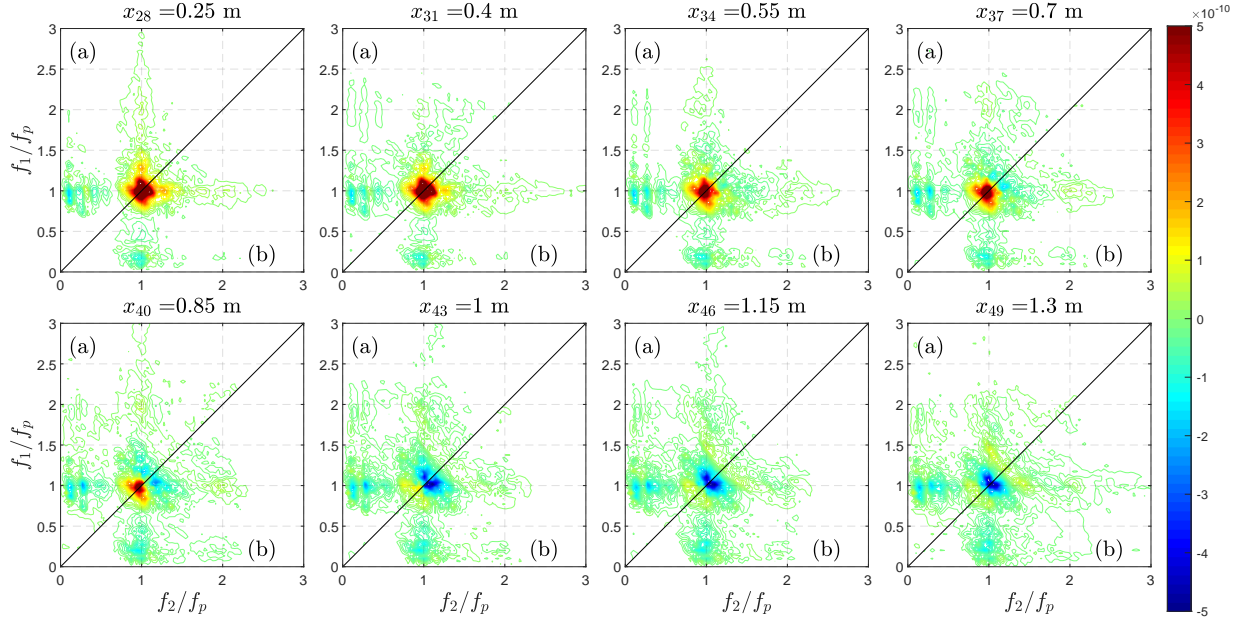 x₂₈ =0.25 m
x₃₁ =0.4 m
x₃₄ =0.55 m
x₃₇ =0.7 m
×10⁻¹⁰
3
2.5
2
1.5
1
0.5
0
f₁/f_p
(a)
(b)
0 1 2 3
3
2.5
2
1.5
1
0.5
0
(a)
(b)
0 1 2 3
3
2.5
2
1.5
1
0.5
0
(a)
(b)
0 1 2 3
3
2.5
2
1.5
1
0.5
0
(a)
(b)
0 1 2 3
x₄₀ =0.85 m
x₄₃ =1 m
x₄₆ =1.15 m
x₄₉ =1.3 m
3
2.5
2
1.5
1
0.5
0
f₁/f_p
(a)
(b)
0 1 2 3
f₂/f_p
3
2.5
2
1.5
1
0.5
0
(a)
(b)
0 1 2 3
f₂/f_p
3
2.5
2
1.5
1
0.5
0
(a)
(b)
0 1 2 3
f₂/f_p
3
2.5
2
1.5
1
0.5
0
(a)
(b)
0 1 2 3
f₂/f_p
5
4
3
2
1
0
-1
-2
-3
-4
-5